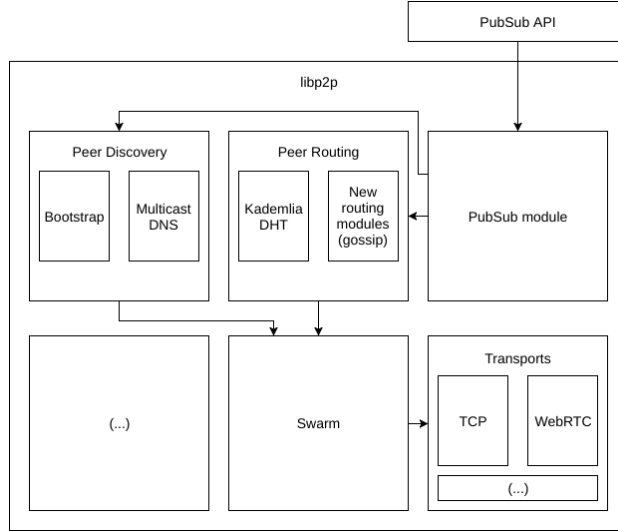 PubSub API
libp2p
Peer Discovery
Bootstrap
Multicast
DNS
Peer Routing
Kademlia
DHT
New
routing
modules
(gossip)
PubSub module
(...)
Swarm
Transports
TCP
WebRTC
(...)